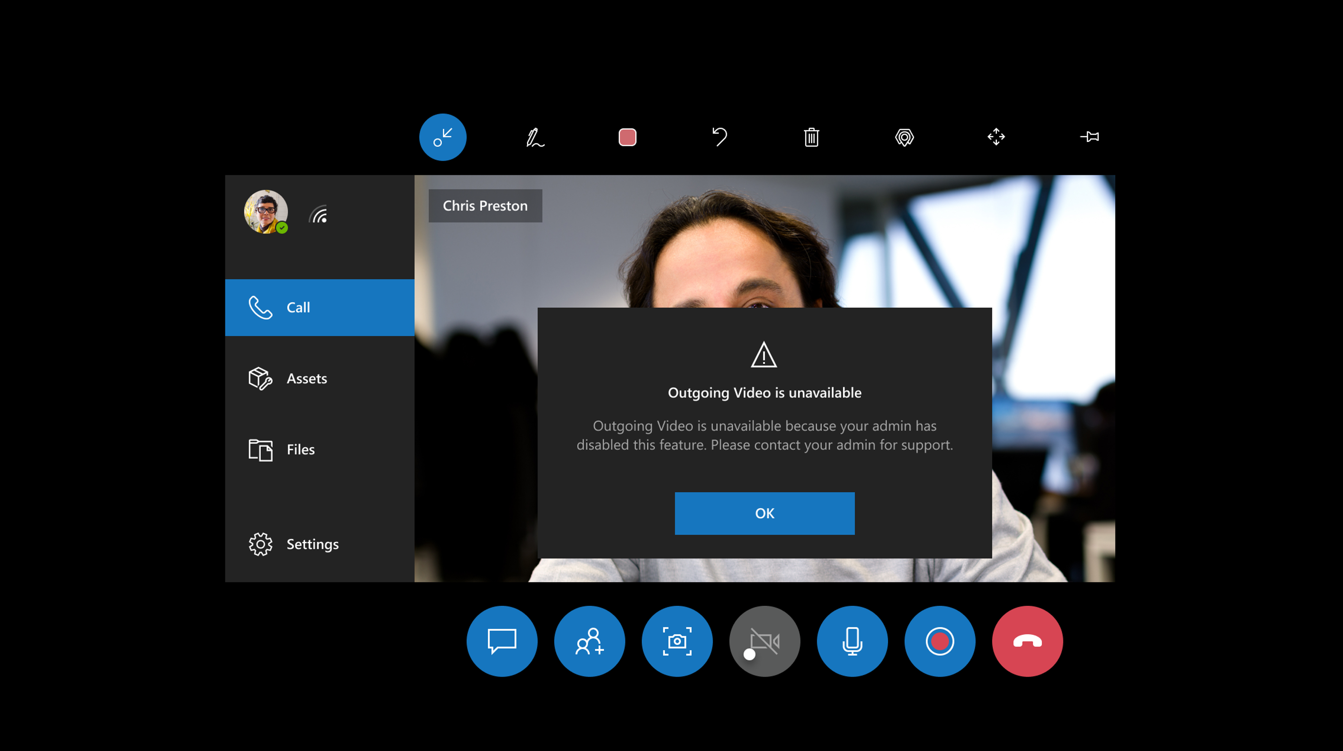 Chris Preston
Call
Assets
Files
Settings
Outgoing Video is unavailable
Outgoing Video is unavailable because your admin has
disabled this feature. Please contact your admin for support.
OK